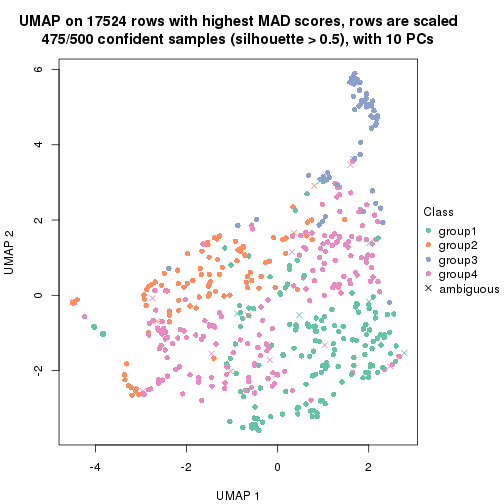 UMAP on 17524 rows with highest MAD scores, rows are scaled
475/500 confident samples (silhouette > 0.5), with 10 PCs
6
4
2
0
-2
UMAP 2
-4
-2
0
2
UMAP 1
Class
group1
group2
group3
group4
ambiguous